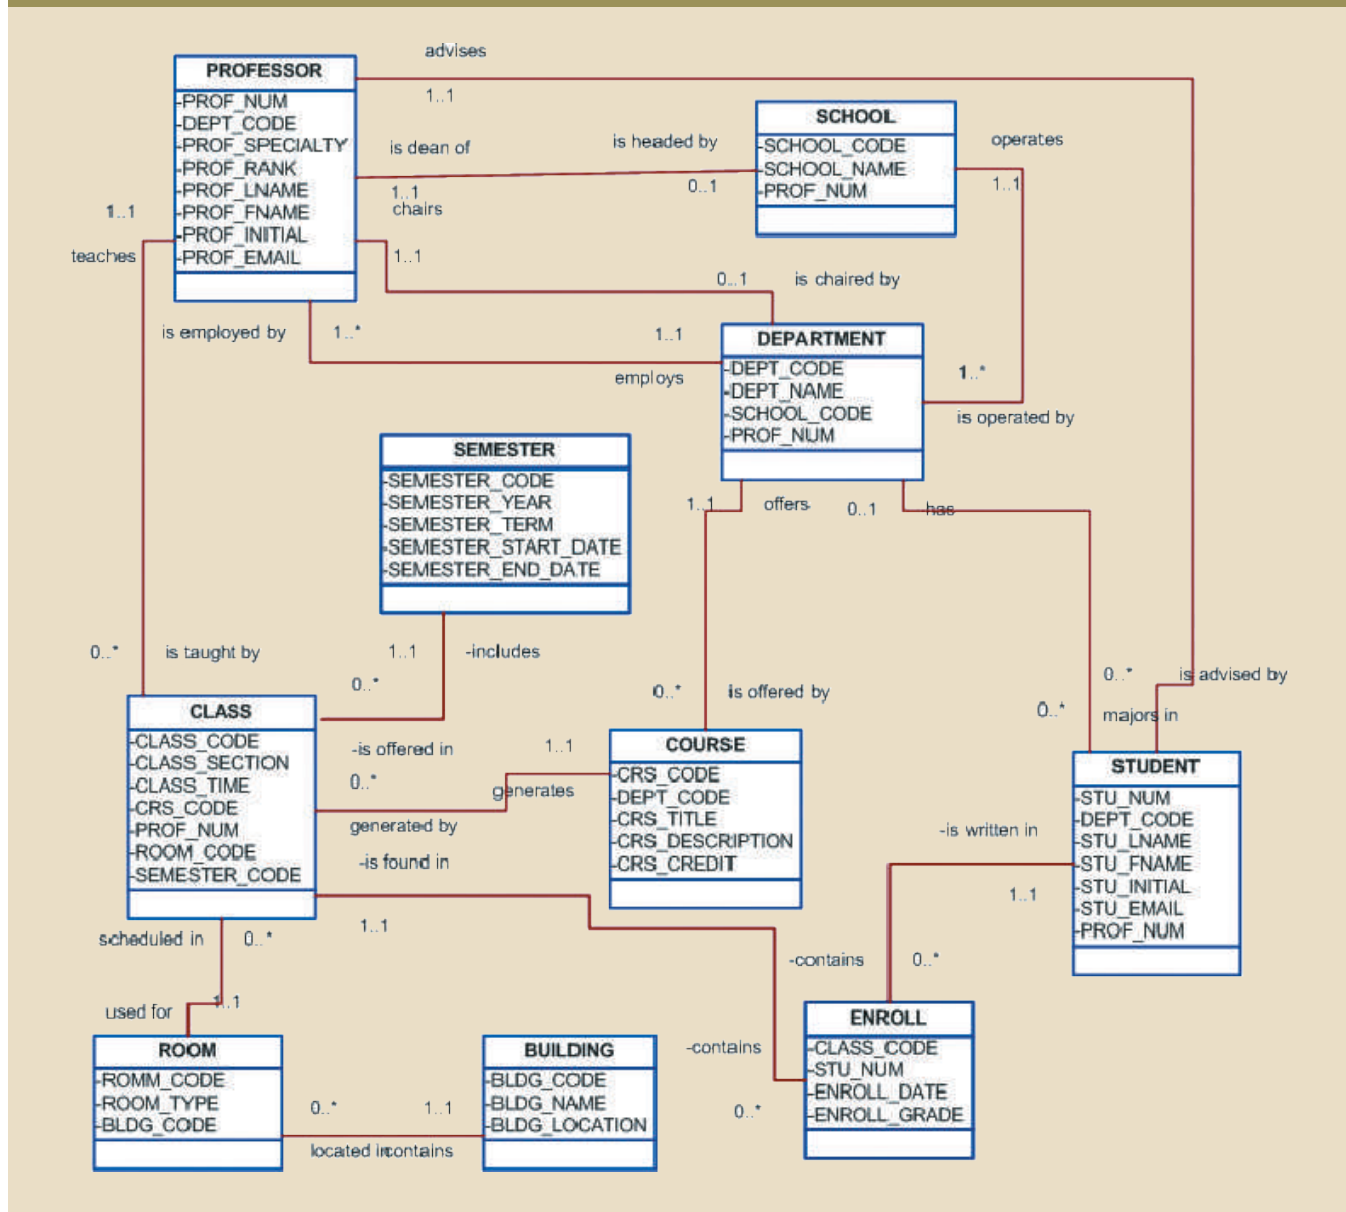 advises
PROFESSOR
1..1
-PROF_NUM
-DEPT_CODE
-PROF_SPECIALTY
-PROF_RANK
-PROF_LNAME
-PROF_FNAME
-PROF_INITIAL
-PROF_EMAIL
SCHOOL
-SCHOOL_CODE
-SCHOOL_NAME
-PROF_NUM
is dean of
is headed by
operates
1..1
0..1
1..1
chairs
1..1
1..1
teaches
0..1
is chaired by
is employed by
1..*
1..1
employs
DEPARTMENT
-DEPT_CODE
-DEPT_NAME
-SCHOOL_CODE
-PROF_NUM
1..*
is operated by
SEMESTER
-SEMESTER_CODE
-SEMESTER_YEAR
-SEMESTER_TERM
-SEMESTER_START_DATE
-SEMESTER_END_DATE
1..1
offers
0..1
has
0..*
is taught by
1..1
-includes
0..*
0..*
is offered by
0..*
is advised by
0..*
majors in
CLASS
-CLASS_CODE
-CLASS_SECTION
-CLASS_TIME
-CRS_CODE
-PROF_NUM
-ROOM_CODE
-SEMESTER_CODE
-is offered in
1..1
0..*
generates
generated by
-is found in
COURSE
-CRS_CODE
-DEPT_CODE
-CRS_TITLE
-CRS_DESCRIPTION
-CRS_CREDIT
STUDENT
-STU_NUM
-DEPT_CODE
-STU_LNAME
-STU_FNAME
-STU_INITIAL
-STU_EMAIL
-PROF_NUM
-is written in
1..1
1..1
scheduled in
0..*
-contains
0..*
used for
1..1
ROOM
-ROMM_CODE
-ROOM_TYPE
-BLDG_CODE
BUILDING
-BLDG_CODE
-BLDG_NAME
-BLDG_LOCATION
0..*
1..1
located in
contains
-contains
0..*
ENROLL
-CLASS_CODE
-STU_NUM
-ENROLL_DATE
-ENROLL_GRADE